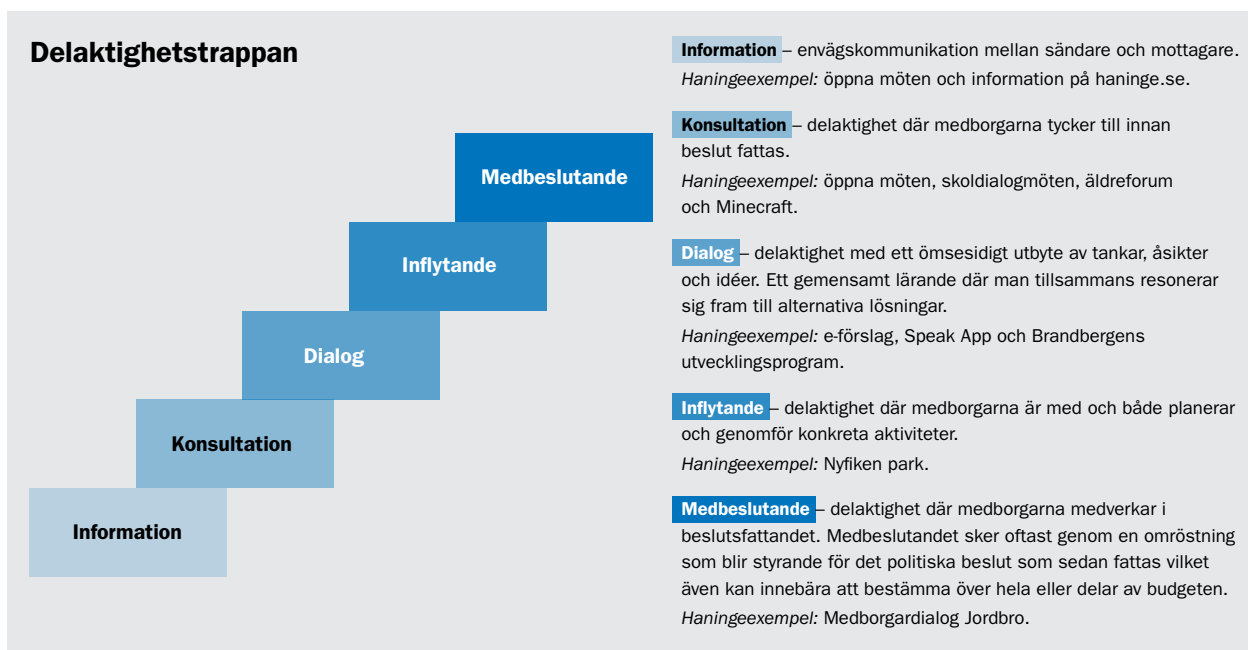 Delaktighetstrappan
Medbeslutande
Inflytande
Dialog
Konsultation
Information
Information – envägskommunikation mellan sändare och mottagare.
Haningeexempel: öppna möten och information på haninge.se.
Konsultation – delaktighet där medborgarna tycker till innan
beslut fattas.
Haningeexempel: öppna möten, skoldialogmöten, äldreforum
och Minecraft.
Dialog – delaktighet med ett ömsesidigt utbyte av tankar, åsikter
och idéer. Ett gemensamt lärande där man tillsammans resonerar
sig fram till alternativa lösningar.
Haningeexempel: e-förslag, Speak App och Brandbergens
utvecklingsprogram.
Inflytande – delaktighet där medborgarna är med och både planerar
och genomför konkreta aktiviteter.
Haningeexempel: Nyfiken park.
Medbeslutande – delaktighet där medborgarna medverkar i
beslutsfattandet. Medbeslutandet sker oftast genom en omröstning
som blir styrande för det politiska beslut som sedan fattas vilket
även kan innebära att bestämma över hela eller delar av budgeten.
Haningeexempel: Medborgardialog Jordbro.